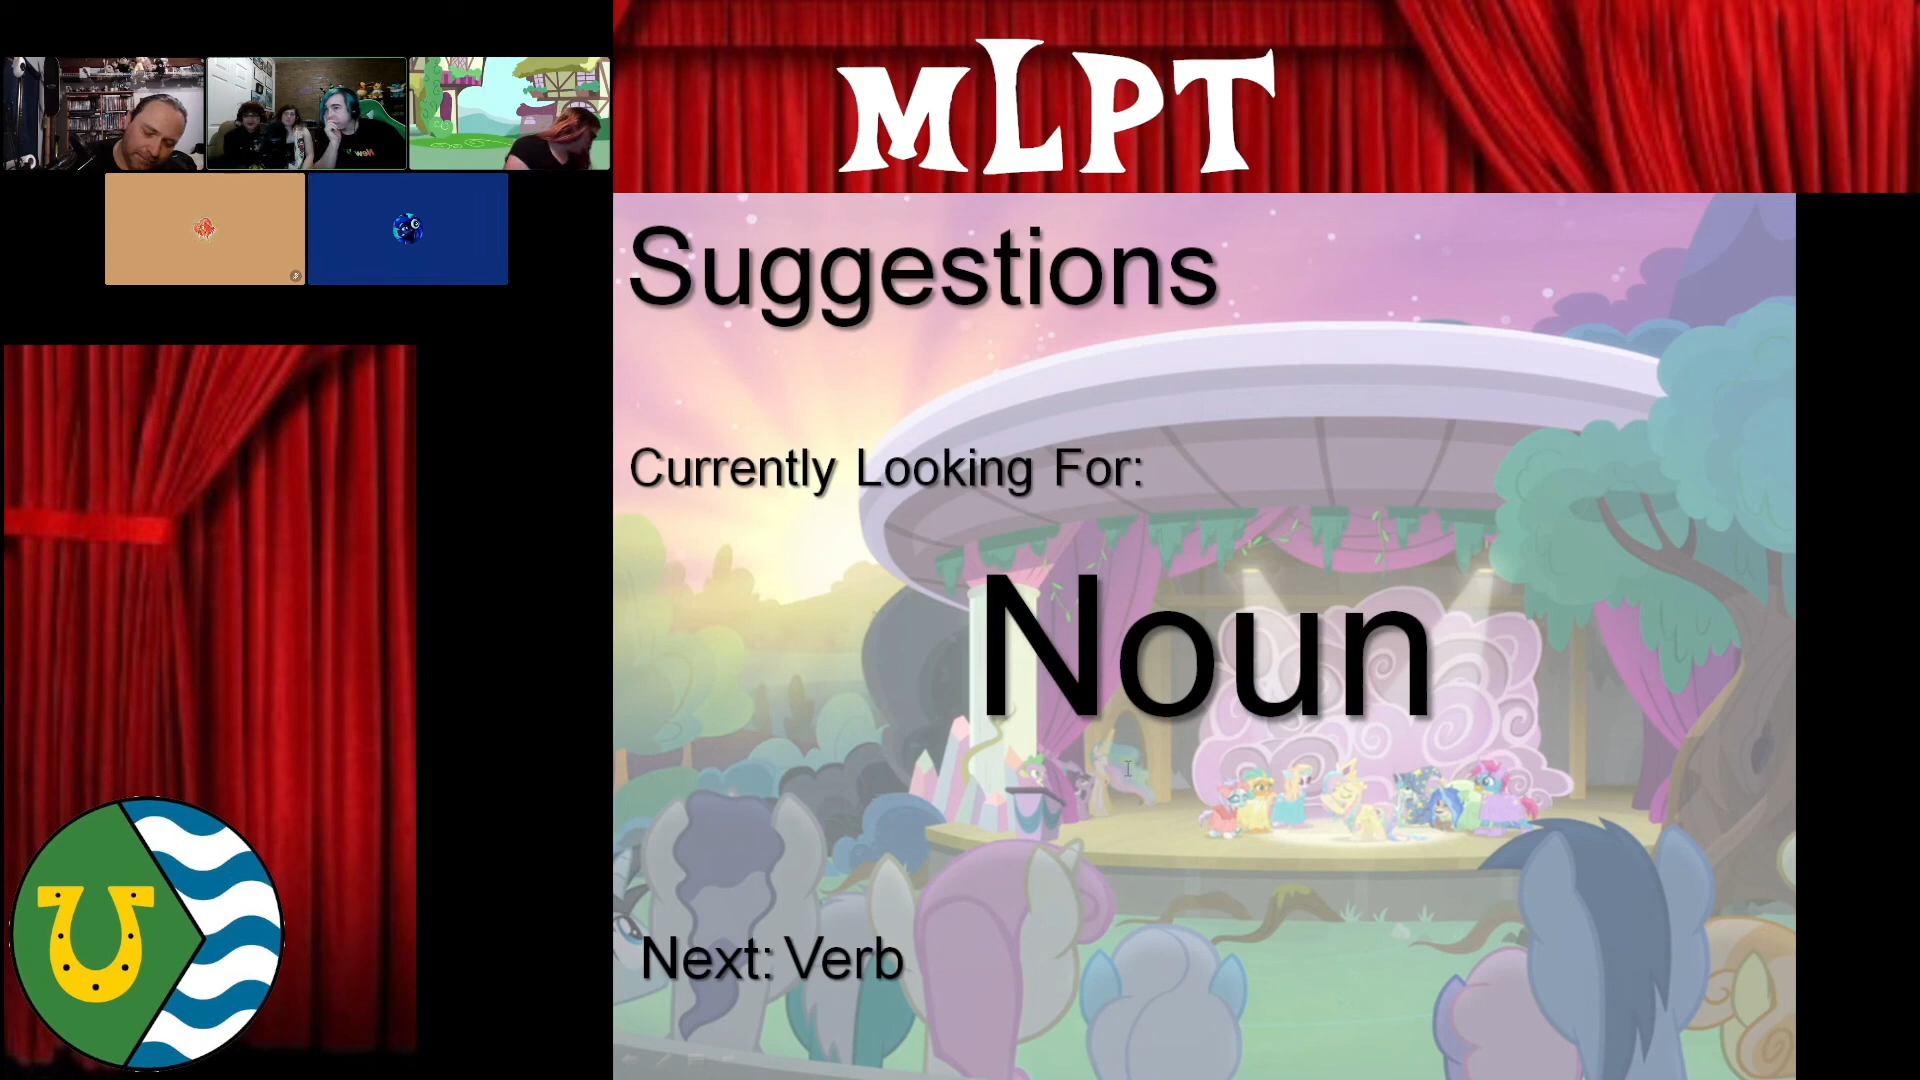 MLPT
Suggestions
Currently Looking For:
Noun
Next: Verb